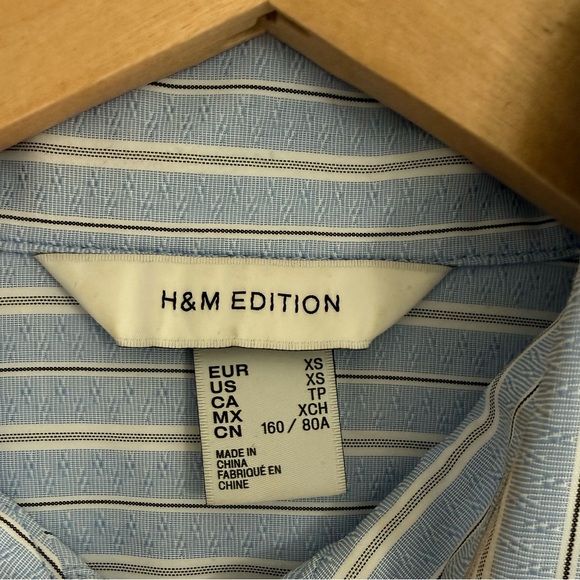 H&M EDITION
EUR XS
US XS
CA TP
MX XCH
CN 160 / 80A
MADE IN
CHINA
FABRIQUÉ EN
CHINE